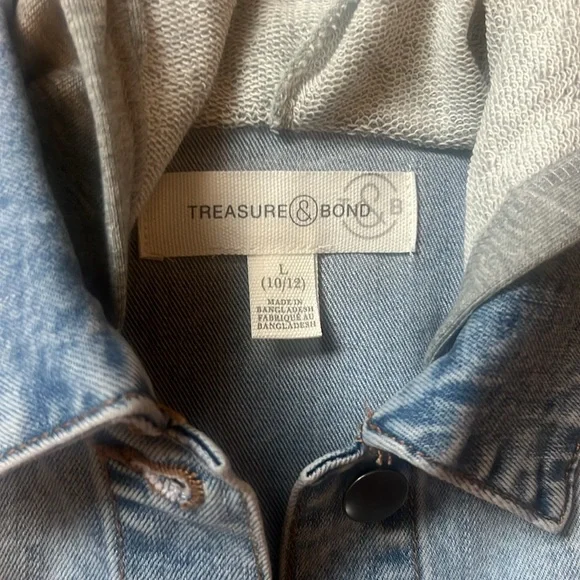 TREASURE & BOND & B
L
(10/12)
MADE IN
BANGLADESH
FABRIQUÉ AU
BANGLADESH